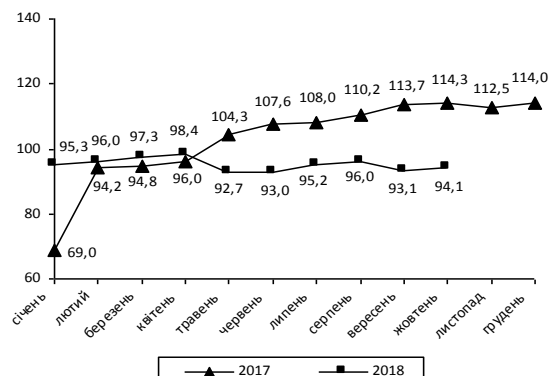 140
120
100
80
60
95,3 96,0 97,3 98,4 104,3 107,6 108,0 110,2 113,7 114,3 112,5 114,0
69,0 94,2 94,8 96,0 92,7 93,0 95,2 96,0 93,1 94,1
січень
лютий
березень
квітень
травень
червень
липень
серпень
вересень
жовтень
листопад
грудень
2017 2018